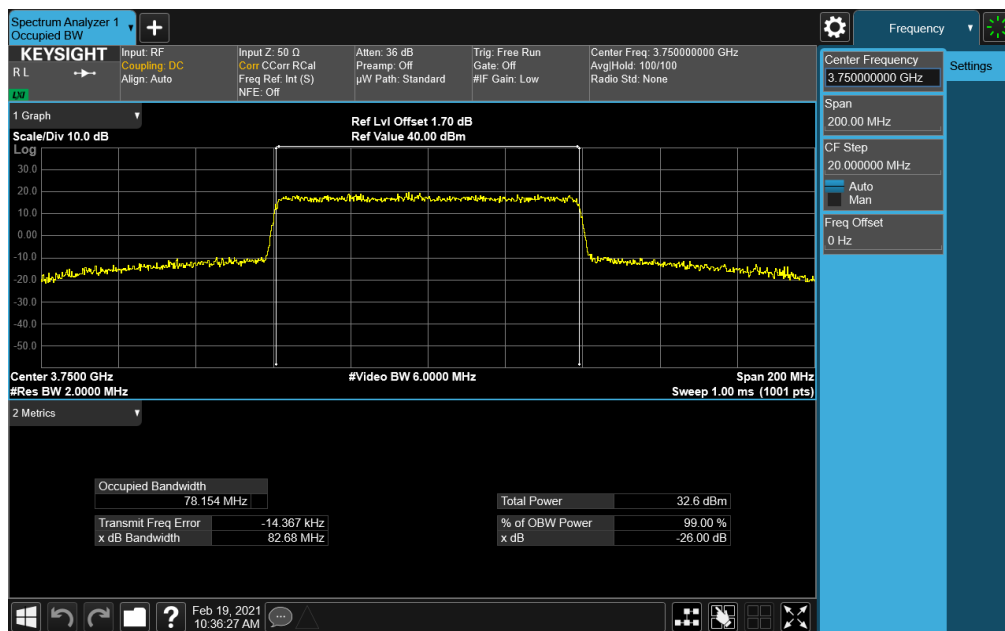 Spectrum Analyzer 1
Occupied BW
Frequency
KEYSIGHT
R L
LXI
Input: RF
Coupling: DC
Align: Auto
Input Z: 50 Ω
Corr CCorr RCal
Freq Ref: Int (S)
NFE: Off
Atten: 36 dB
Preamp: Off
µW Path: Standard
Trig: Free Run
Gate: Off
#IF Gain: Low
Center Freq: 3.750000000 GHz
Avg|Hold: 100/100
Radio Std: None
Center Frequency
3.750000000 GHz
Settings
Span
200.00 MHz
CF Step
20.000000 MHz
Auto
Man
Freq Offset
0 Hz
1 Graph
Scale/Div 10.0 dB
Ref Lvl Offset 1.70 dB
Ref Value 40.00 dBm
Log
30.0
20.0
10.0
0.00
-10.0
-20.0
-30.0
-40.0
-50.0
Center 3.7500 GHz
#Video BW 6.0000 MHz
Span 200 MHz
#Res BW 2.0000 MHz
Sweep 1.00 ms (1001 pts)
2 Metrics
Occupied Bandwidth
78.154 MHz
Total Power 32.6 dBm
Transmit Freq Error -14.367 kHz
% of OBW Power 99.00 %
x dB Bandwidth 82.68 MHz
x dB -26.00 dB
?
Feb 19, 2021
10:36:27 AM